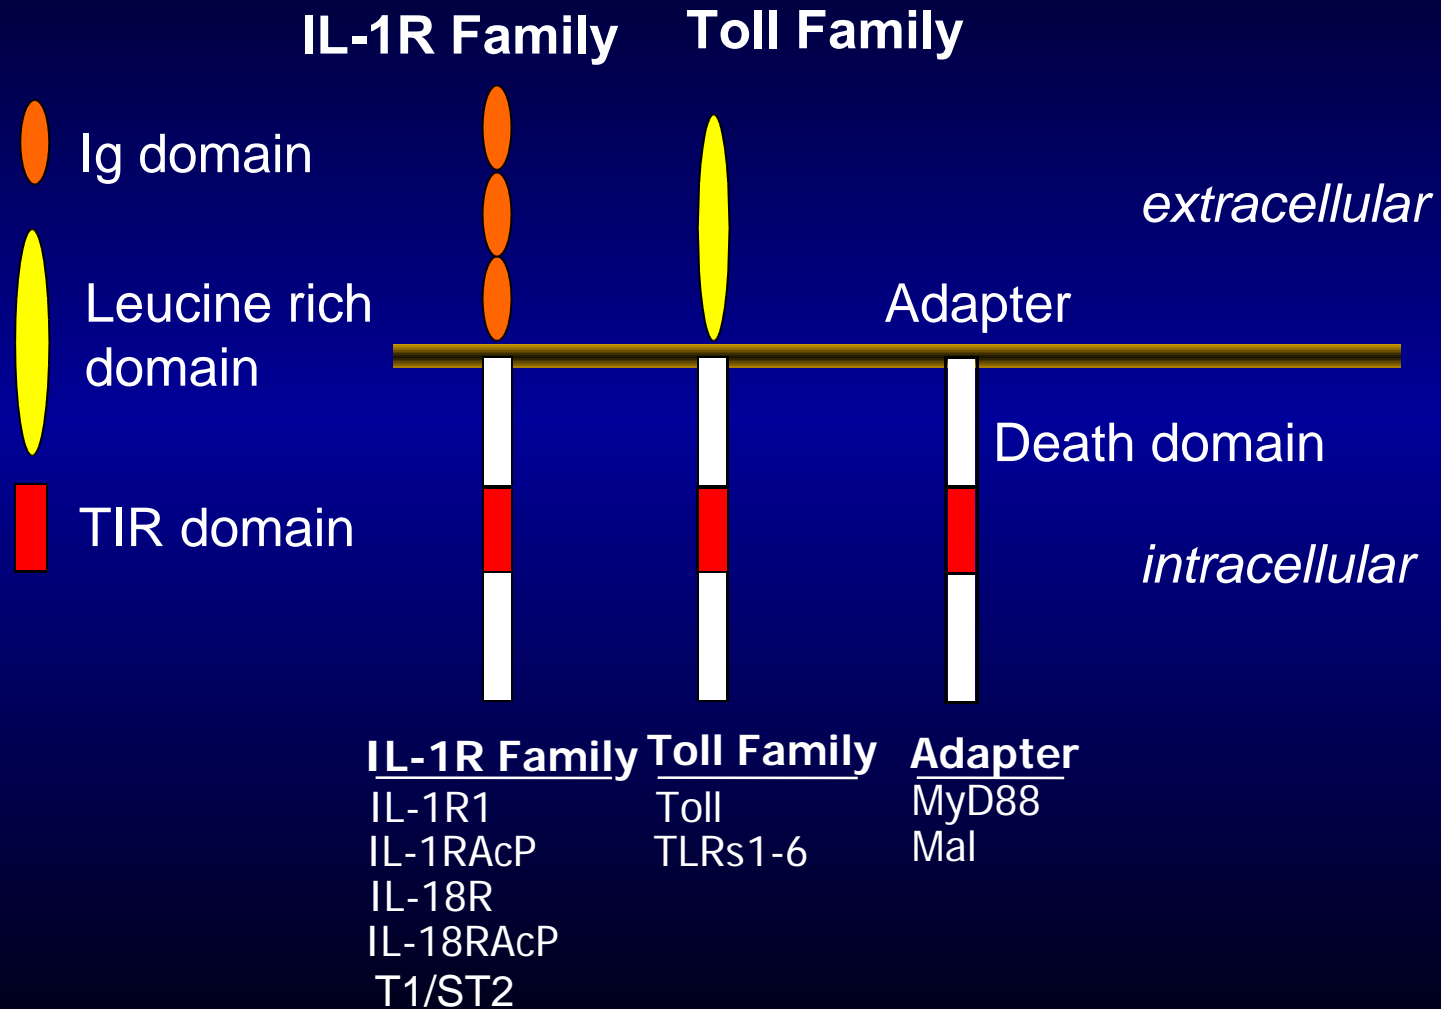 IL-1R Family
Toll Family
Ig domain
extracellular
Leucine rich
domain
Adapter
Death domain
TIR domain
intracellular
IL-1R Family
IL-1R1
IL-1RAcP
IL-18R
IL-18RAcP
T1/ST2
Toll Family
Toll
TLRs1-6
Adapter
MyD88
Mal